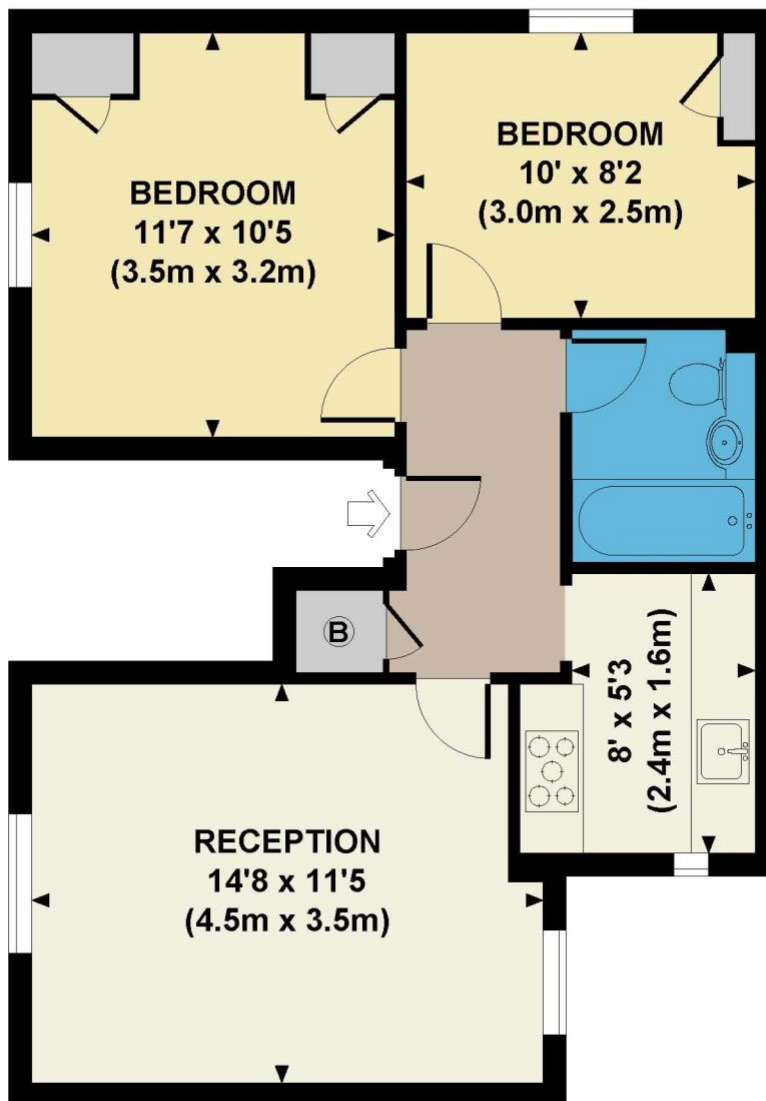 BEDROOM
11'7 x 10'5
(3.5m x 3.2m)
BEDROOM
10' x 8'2
(3.0m x 2.5m)
B
8' x 5'3
(2.4m x 1.6m)
RECEPTION
14'8 x 11'5
(4.5m x 3.5m)